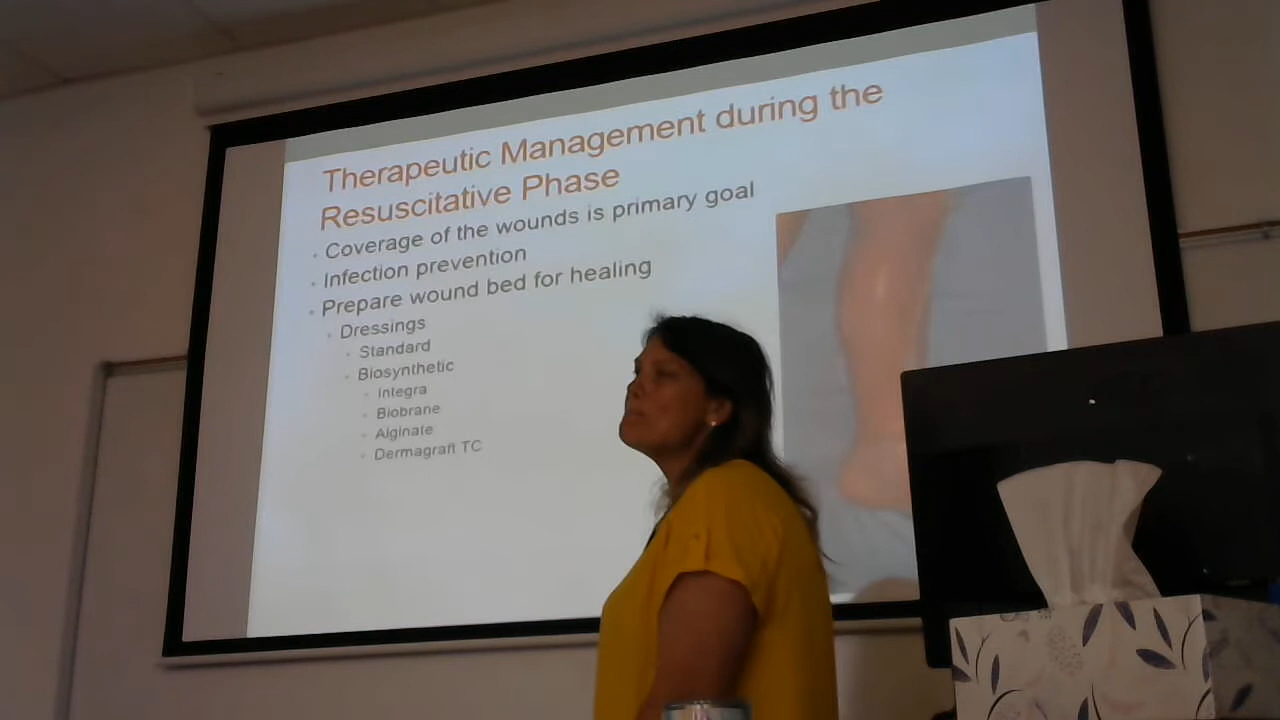 Therapeutic Management during the
Resuscitative Phase
• Coverage of the wounds is primary goal
• Infection prevention
• Prepare wound bed for healing
• Dressings
• Standard
• Biosynthetic
• Integra
• Biobrane
• Alginate
• Dermagraft TC